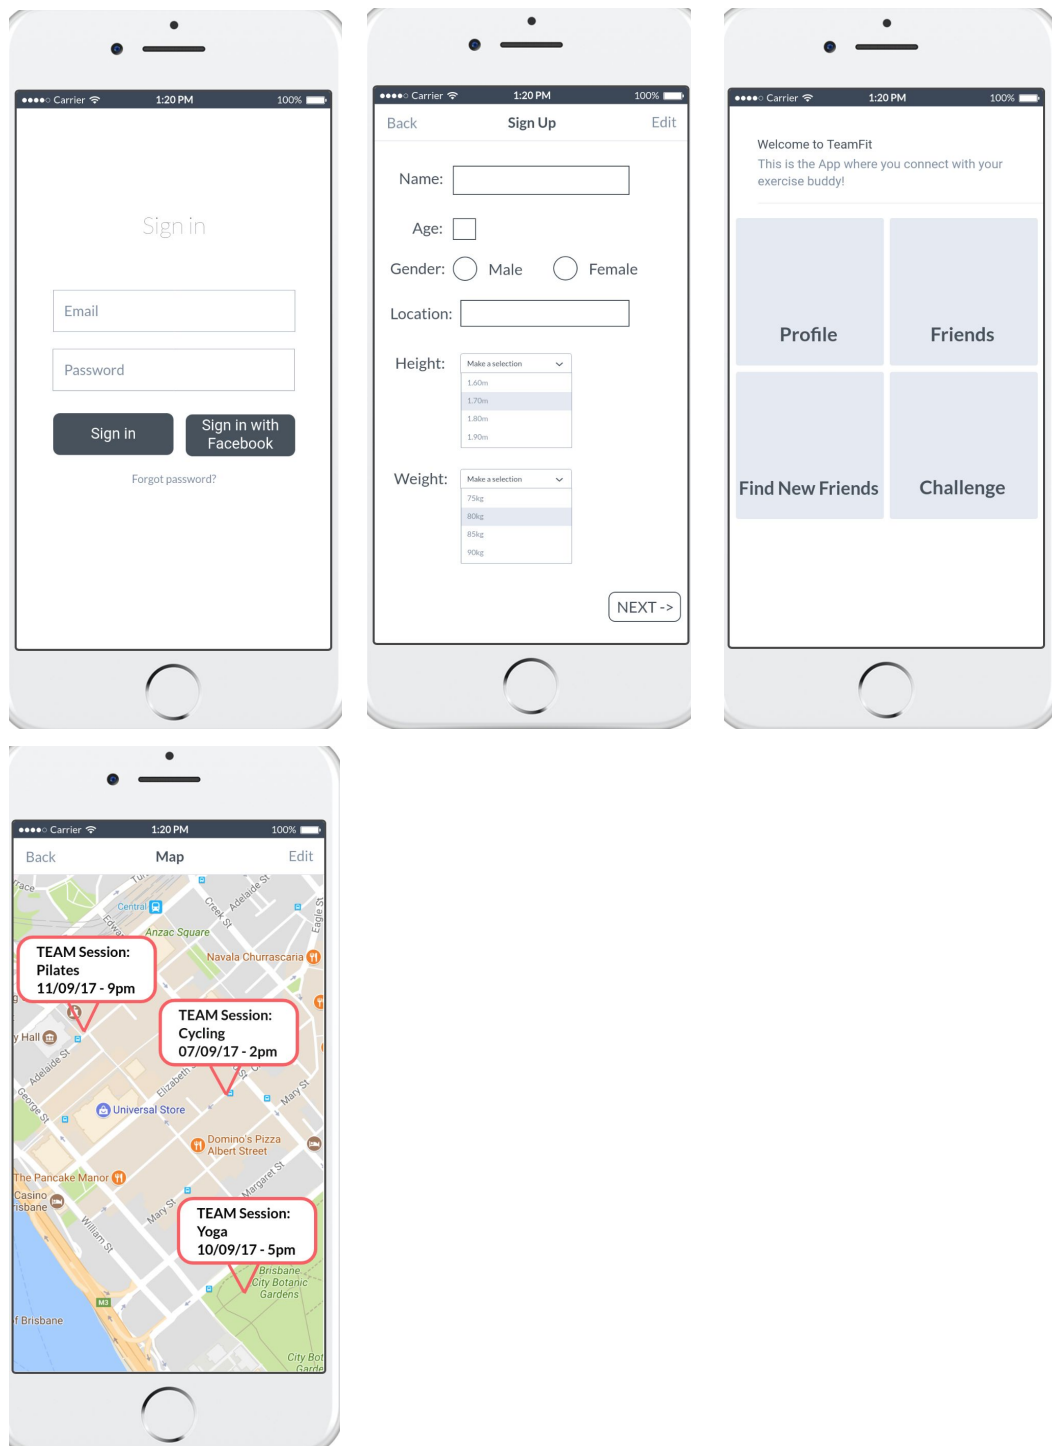 ●●●●○ Carrier 1:20 PM 100%
Sign in
Email
Password
Sign in
Sign in with
Facebook
Forgot password?
●●●●○ Carrier 1:20 PM 100%
Back Sign Up Edit
Name:
Age:
Gender: Male Female
Location:
Height: Make a selection
1.60m
1.70m
1.80m
1.90m
Weight: Make a selection
75kg
80kg
85kg
90kg
NEXT ->
●●●●○ Carrier 1:20 PM 100%
Welcome to TeamFit
This is the App where you connect with your
exercise buddy!
Profile Friends
Find New Friends Challenge
●●●●○ Carrier 1:20 PM 100%
Back Map Edit
Central
Creek St
Adelaide St
Eagle St
Anzac Square
Navala Churrascaria
TEAM Session:
Pilates
11/09/17 - 9pm
TEAM Session:
Cycling
07/09/17 - 2pm
y Hall
Adelaide St
George St
Elizabeth
Mary St
Universal Store
Domino's Pizza
Albert Street
The Pancake Manor
Margaret St
Casino
risbane
Mary St
William St
TEAM Session:
Yoga
10/09/17 - 5pm
Brisbane
City Botanic
Gardens
M3
f Brisbane
City Bot
Garde